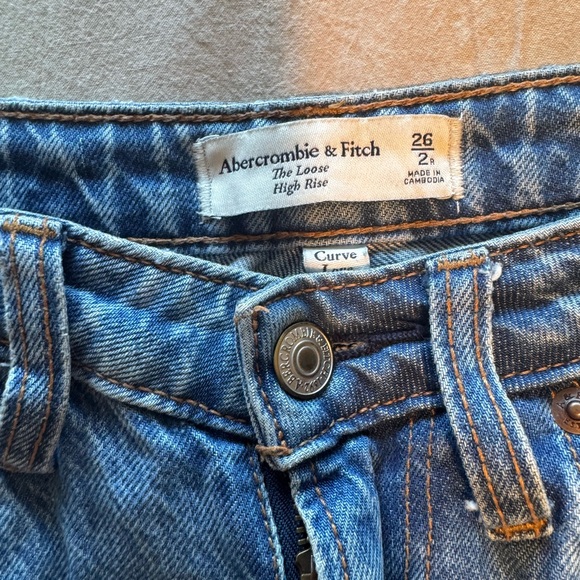 Abercrombie & Fitch
The Loose
High Rise
26
2R
MADE IN
CAMBODIA
Curve